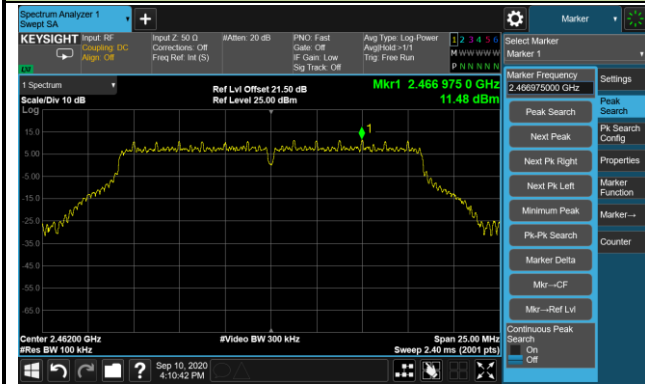 Spectrum Analyzer 1
Swept SA
Marker
KEYSIGHT Input: RF Input Z: 50 Ω #Atten: 20 dB PNO: Fast Avg Type: Log-Power 1 2 3 4 5 6
Coupling: DC Corrections: Off Gate: Off Avg|Hold:>1/1 M W W W W W
Align: Off Freq Ref: Int (S) IF Gain: Low Trig: Free Run P N N N N N
Sig Track: Off
Select Marker
Marker 1
1 Spectrum
Scale/Div 10 dB
Ref Lvl Offset 21.50 dB Mkr1 2.466 975 0 GHz
Ref Level 25.00 dBm 11.48 dBm
Log
15.0
5.00
-5.00
-15.0
-25.0
-35.0
-45.0
-55.0
-65.0
1
Center 2.46200 GHz #Video BW 300 kHz Span 25.00 MHz
#Res BW 100 kHz Sweep 2.40 ms (2001 pts)
Marker Frequency
2.466975000 GHz
Peak Search
Next Peak
Next Pk Right
Next Pk Left
Minimum Peak
Pk-Pk Search
Marker Delta
Mkr→CF
Mkr→Ref Lvl
Continuous Peak
Search
On
Off
Settings
Peak
Search
Pk Search
Config
Properties
Marker
Function
Marker→
Counter
Sep 10, 2020
4:10:42 PM